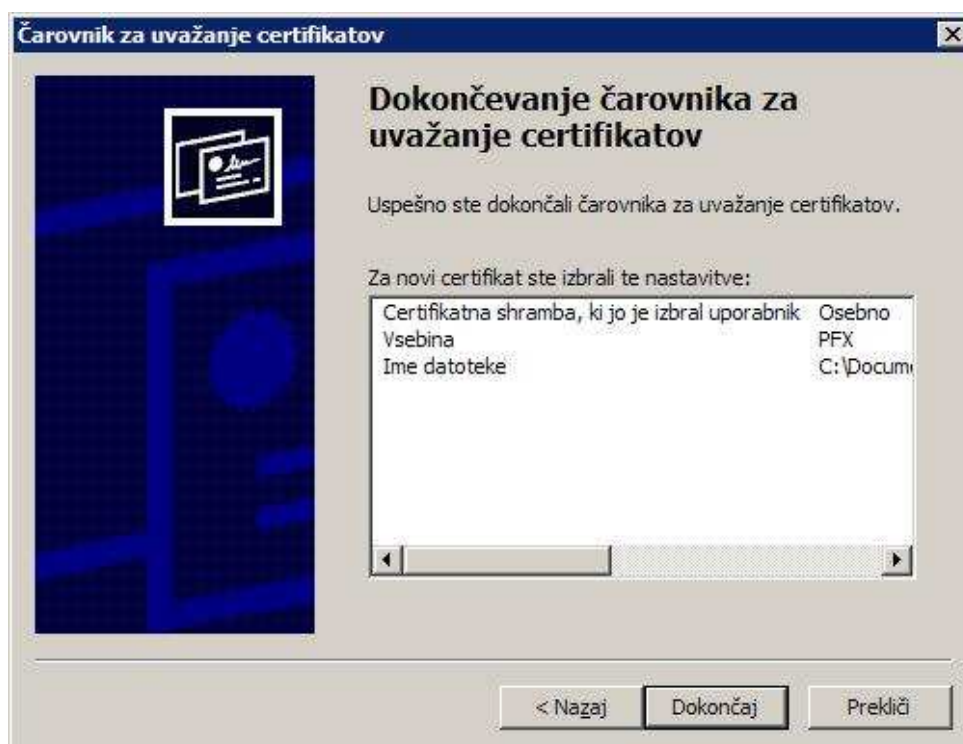 Čarovnik za uvažanje certifikatov
Dokončevanje čarovnika za
uvažanje certifikatov
Uspešno ste dokončali čarovnika za uvažanje certifikatov.
Za novi certifikat ste izbrali te nastavitve:
Certifikatna shramba, ki jo je izbral uporabnik Osebno
Vsebina PFX
Ime datoteke C:\Docum
< Nazaj Dokončaj Prekliči